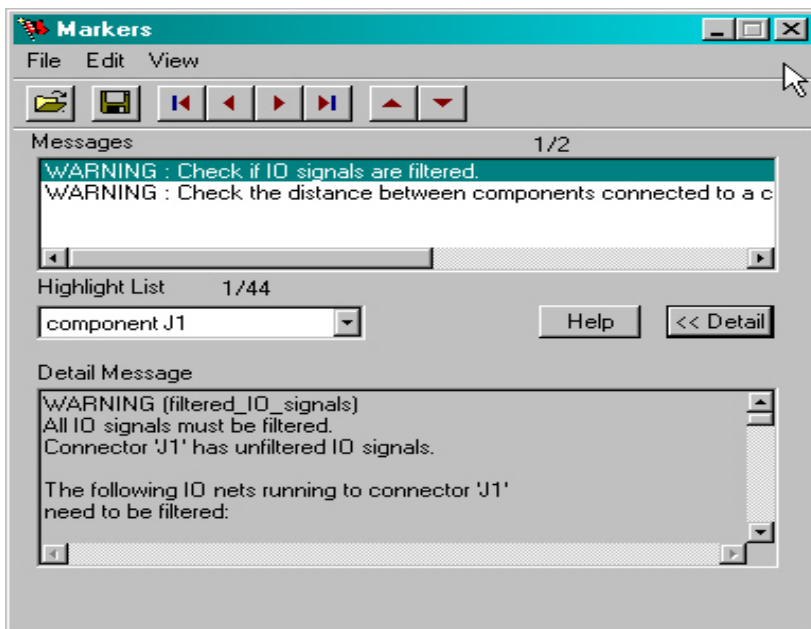 Markers
File Edit View
Messages 1/2
WARNING : Check if IO signals are filtered.
WARNING : Check the distance between components connected to a c
Highlight List 1/44
component J1
Help
<< Detail
Detail Message
WARNING (filtered_IO_signals)
All IO signals must be filtered.
Connector 'J1' has unfiltered IO signals.
The following IO nets running to connector 'J1'
need to be filtered: